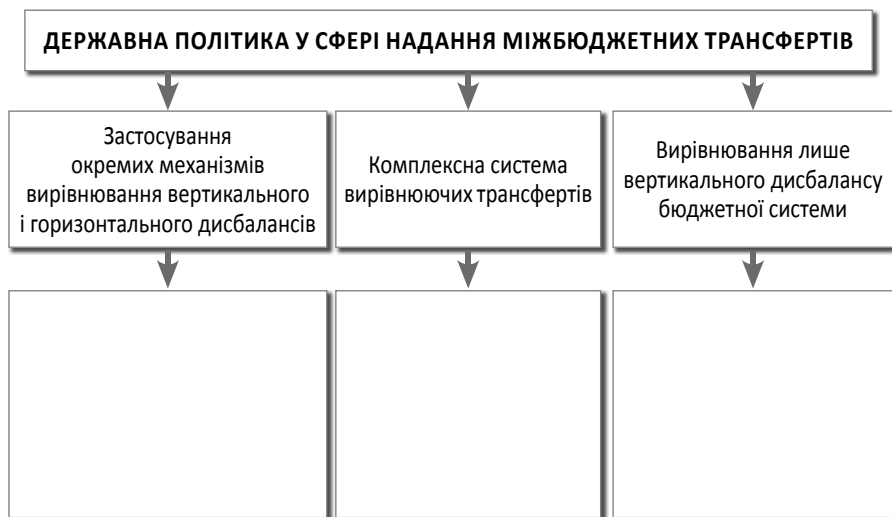 ДЕРЖАВНА ПОЛІТИКА У СФЕРІ НАДАННЯ МІЖБЮДЖЕТНИХ ТРАНСФЕРТІВ
Застосування
окремих механізмів
вирівнювання вертикального
і горизонтального дисбалансів
Комплексна система
вирівнюючих трансфертів
Вирівнювання лише
вертикального дисбалансу
бюджетної системи